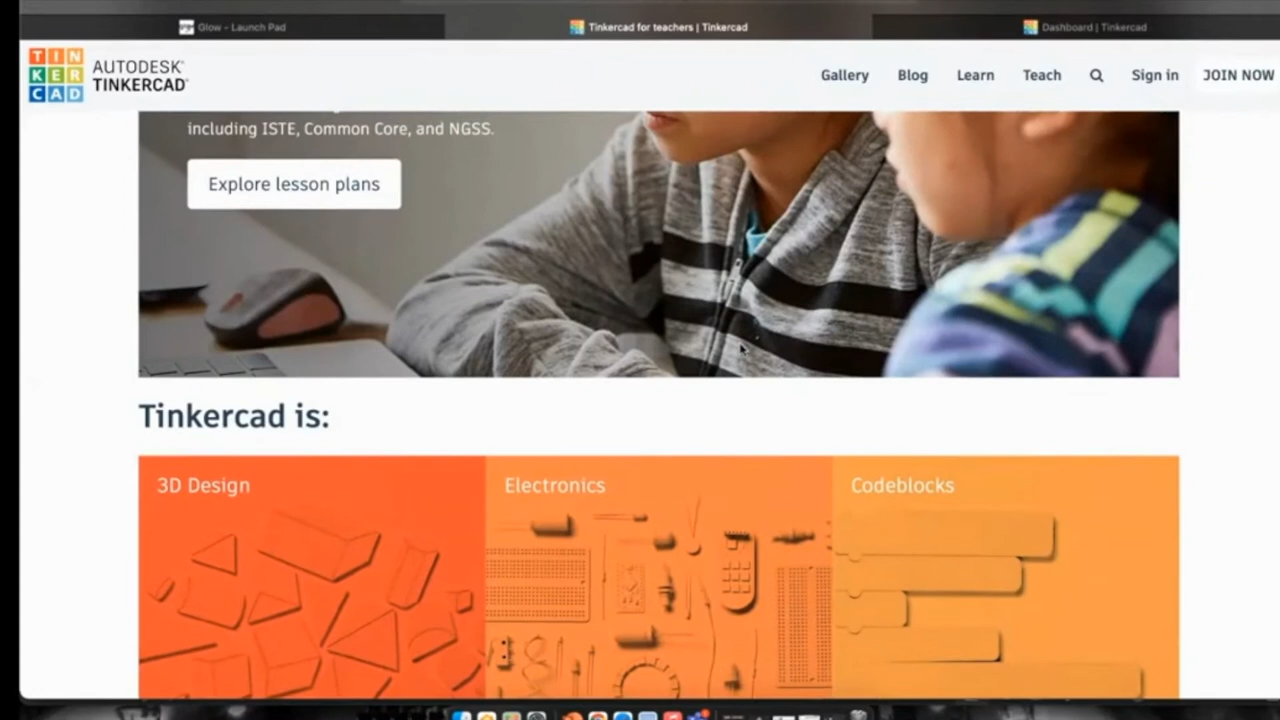 Glow - Launch Pad
Tinkercad for teachers | Tinkercad
Dashboard | Tinkercad
TIN
KER
CAD
AUTODESK®
TINKERCAD®
Gallery
Blog
Learn
Teach
Sign in
JOIN NOW
including ISTE, Common Core, and NGSS.
Explore lesson plans
Tinkercad is:
3D Design
Electronics
Codeblocks